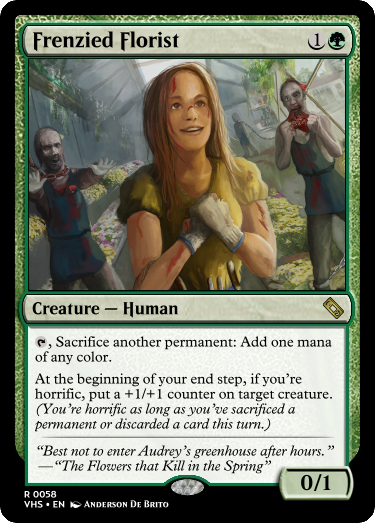 Frenzied Florist 1
Creature — Human
, Sacrifice another permanent: Add one mana
of any color.
At the beginning of your end step, if you’re
horrific, put a +1/+1 counter on target creature.
(You’re horrific as long as you’ve sacrificed a
permanent or discarded a card this turn.)
“Best not to enter Audrey’s greenhouse after hours.”
—“The Flowers that Kill in the Spring”
0/1
R 0058
VHS • EN Anderson De Brito